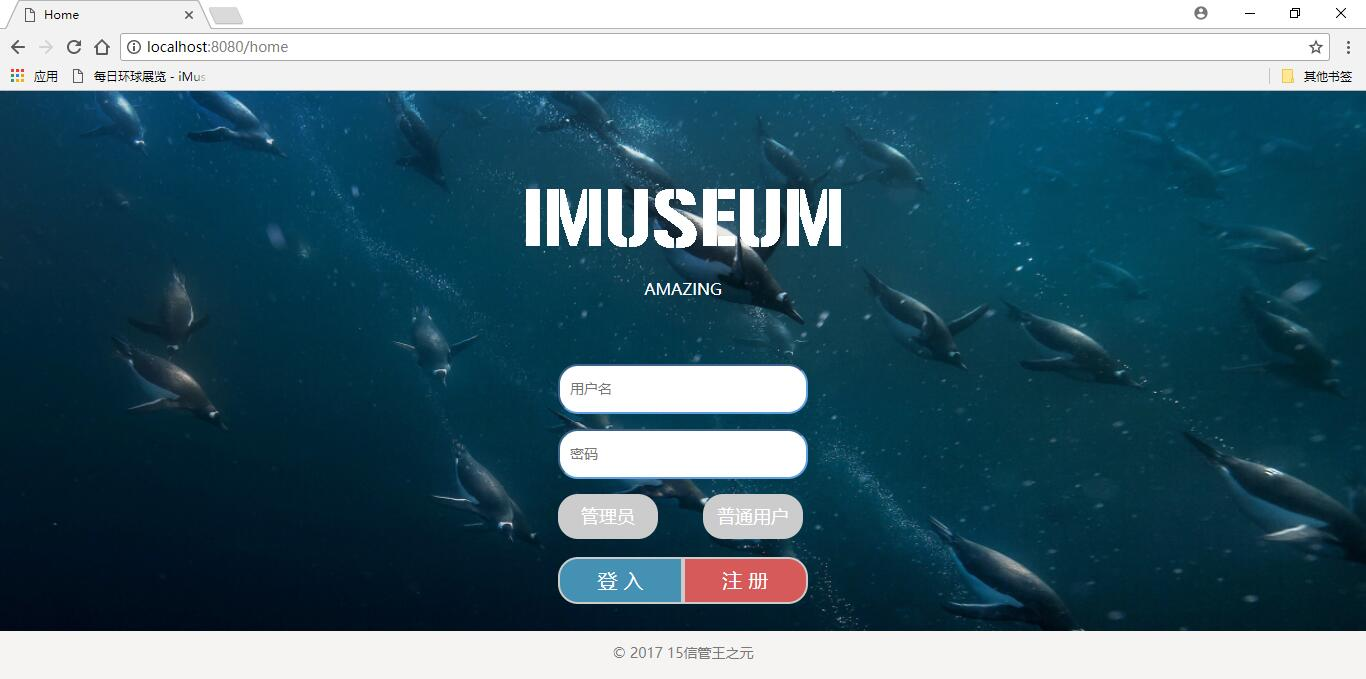 Home
localhost:8080/home
应用
每日环球展览 - iMus
其他书签
IMUSEUM
AMAZING
用户名
密码
管理员 普通用户
登 入 注 册
© 2017 15信管王之元